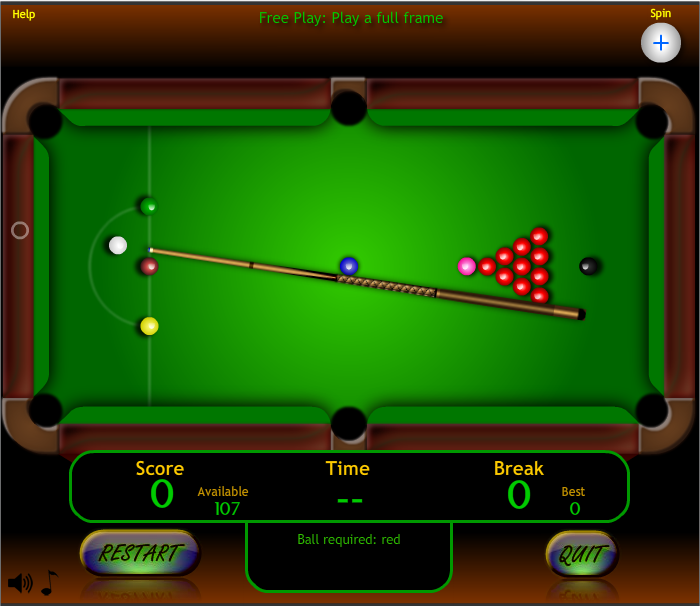 Help
Free Play: Play a full frame
Spin
Score
Time
Break
0
Available
107
--
0
Best
0
Ball required: red
RESTART
QUIT